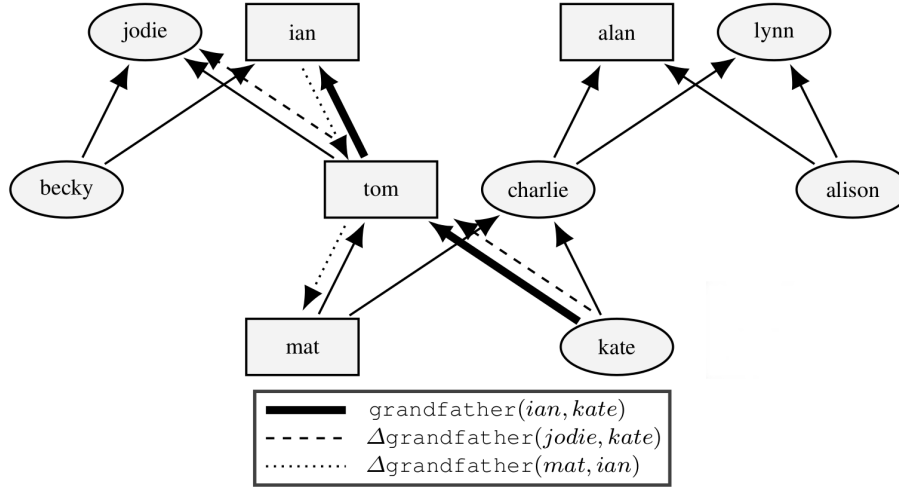 jodie ian alan lynn
becky tom charlie alison
mat kate
grandfather(ian, kate)
Δgrandfather(jodie, kate)
Δgrandfather(mat, ian)